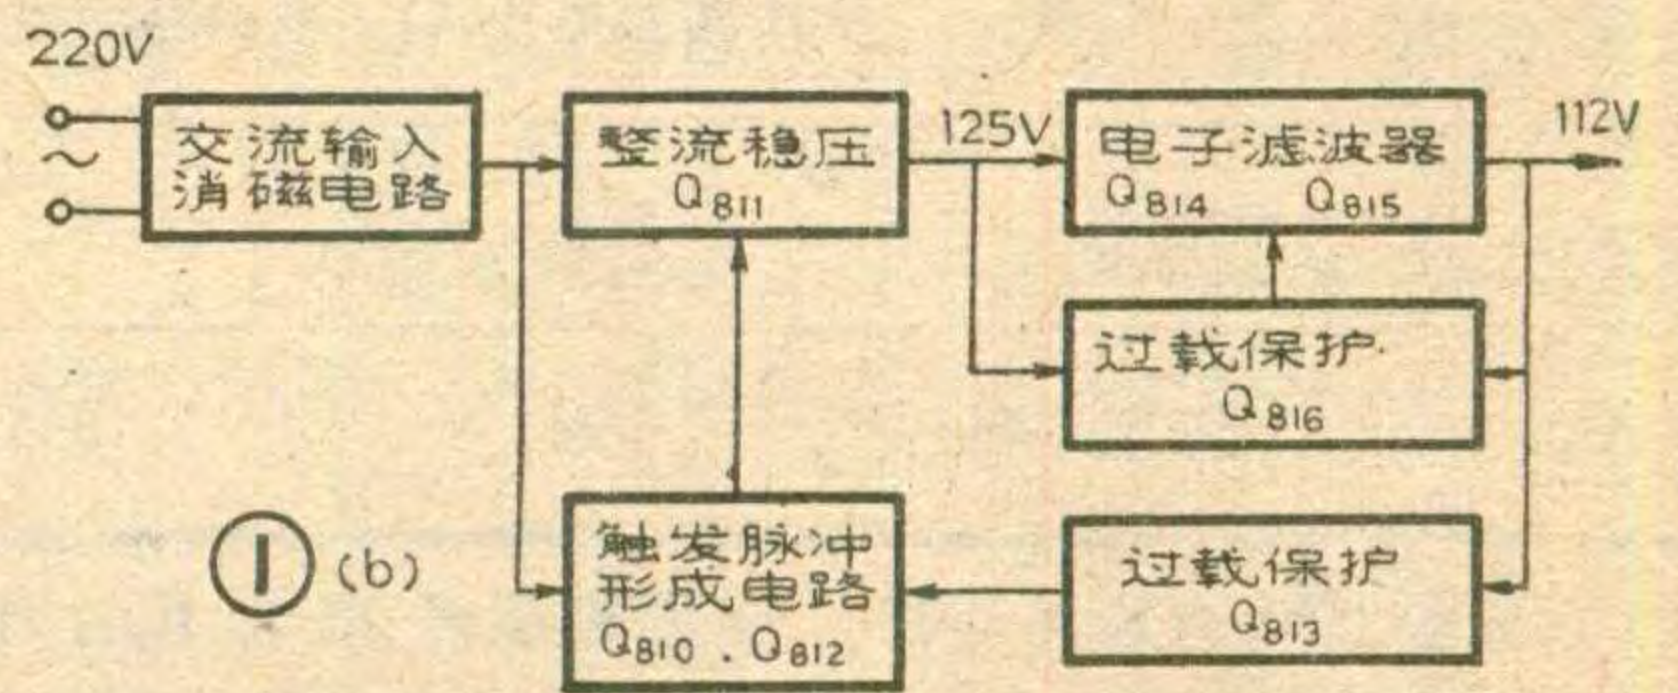 220V
~
交流输入
消磁电路
整流稳压
Q811
125V
电子滤波器
Q814 Q815
112V
过载保护
Q816
触发脉冲
形成电路
Q810 . Q812
过载保护
Q813
① (b)